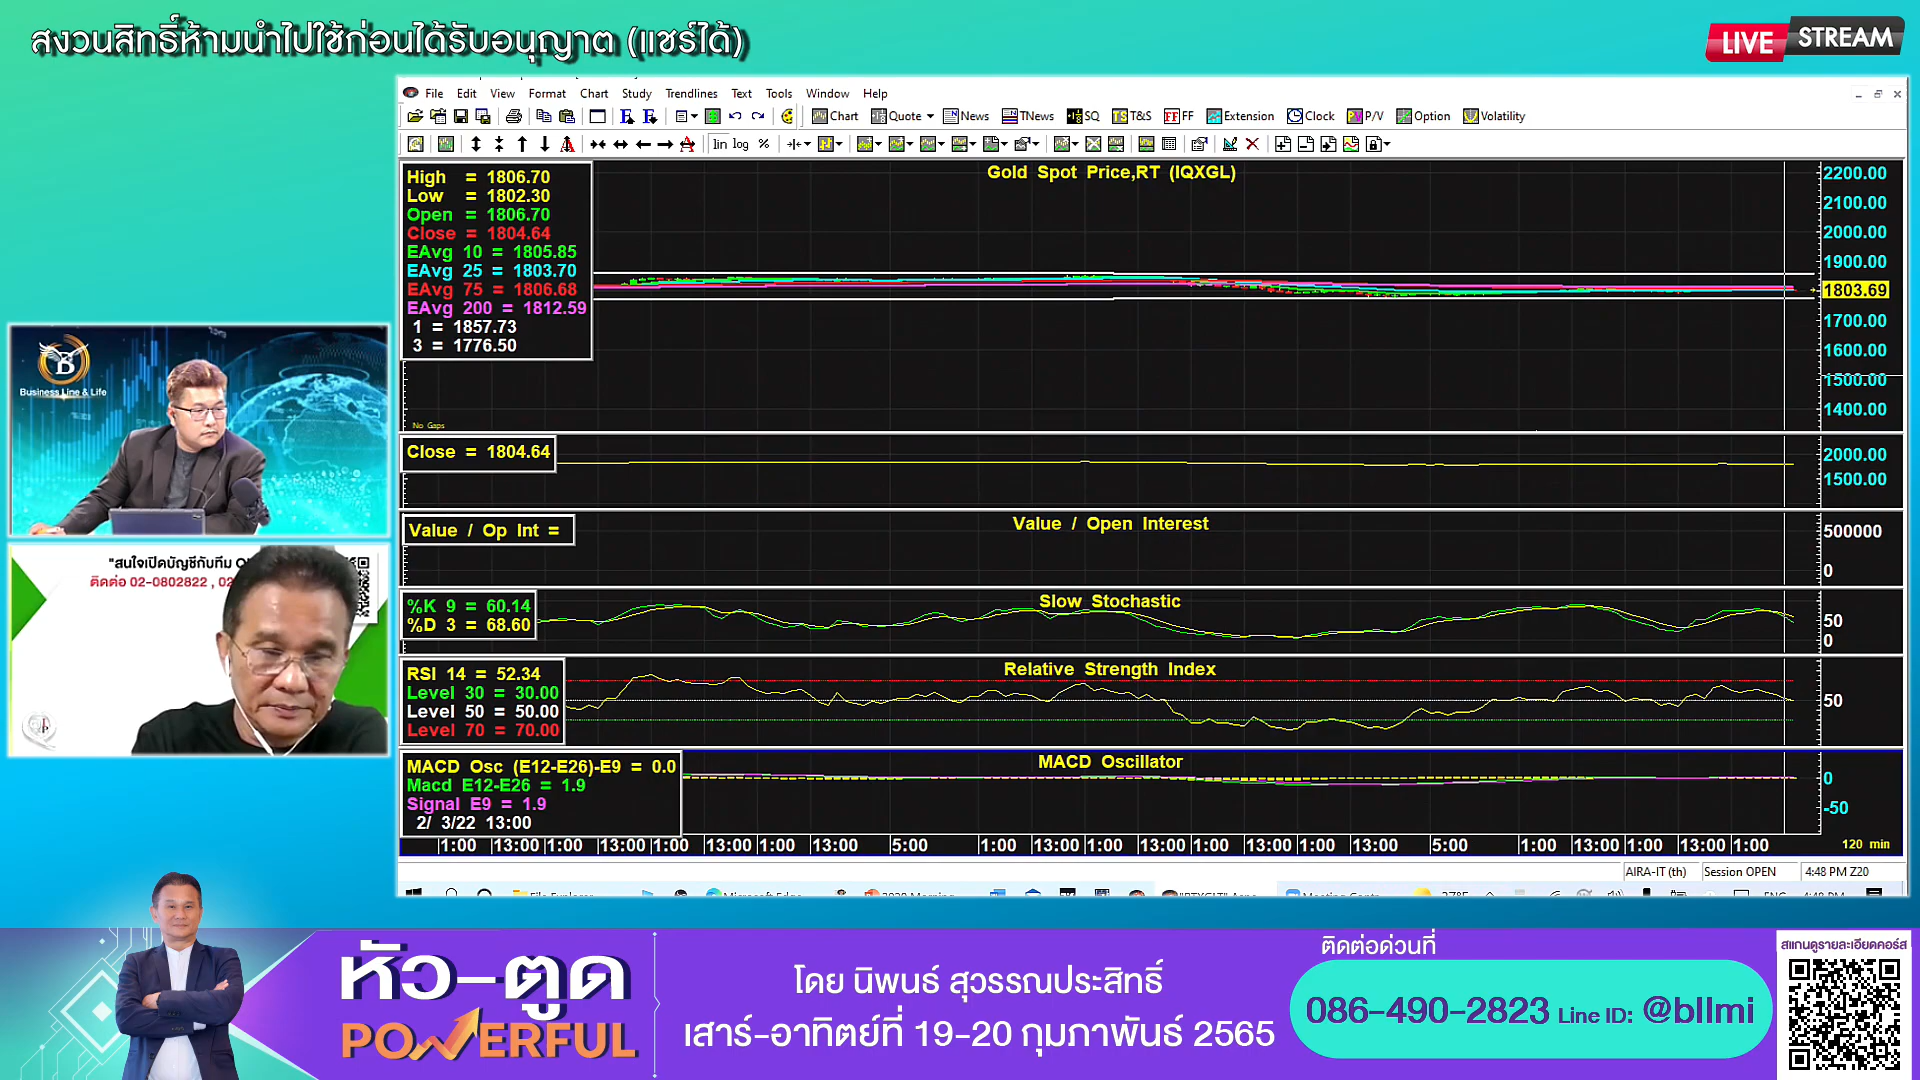 สงวนสิทธิ์ห้ามนำไปใช้ก่อนได้รับอนุญาต (แชร์ได้)
LIVE STREAM
File Edit View Format Chart Study Trendlines Text Tools Window Help
Chart Quote News TNews SQ T&S FF Extension Clock P/V Option Volatility
lin log %
Gold Spot Price,RT (IQXGL)
High = 1806.70
Low = 1802.30
Open = 1806.70
Close = 1804.64
EAvg 10 = 1805.85
EAvg 25 = 1803.70
EAvg 75 = 1806.68
EAvg 200 = 1812.59
1 = 1857.73
3 = 1776.50
No Gaps
2200.00
2100.00
2000.00
1900.00
1803.69
1700.00
1600.00
1500.00
1400.00
Close = 1804.64
2000.00
1500.00
Value / Op Int =
Value / Open Interest
500000
0
%K 9 = 60.14
%D 3 = 68.60
Slow Stochastic
50
0
RSI 14 = 52.34
Level 30 = 30.00
Level 50 = 50.00
Level 70 = 70.00
Relative Strength Index
50
MACD Osc (E12-E26)-E9 = 0.0
Macd E12-E26 = 1.9
Signal E9 = 1.9
2/ 3/22 13:00
MACD Oscillator
0
-50
1:00 13:00 1:00 13:00 1:00 13:00 1:00 13:00 5:00 1:00 13:00 1:00 13:00 1:00 13:00 1:00 13:00 5:00 1:00 13:00 1:00 13:00 1:00 120 min
AIRA-IT (th) Session OPEN 4:48 PM Z20
B
Business Line & Life
"สนใจเปิดบัญชีกับทีม
ติดต่อ 02-0802822 , 02
หัว-ตูด
POWERFUL
โดย นิพนธ์ สุวรรณประสิทธิ์
เสาร์-อาทิตย์ที่ 19-20 กุมภาพันธ์ 2565
ติดต่อด่วนที่
086-490-2823 Line ID: @bllmi
สแกนดูรายละเอียดคอร์ส